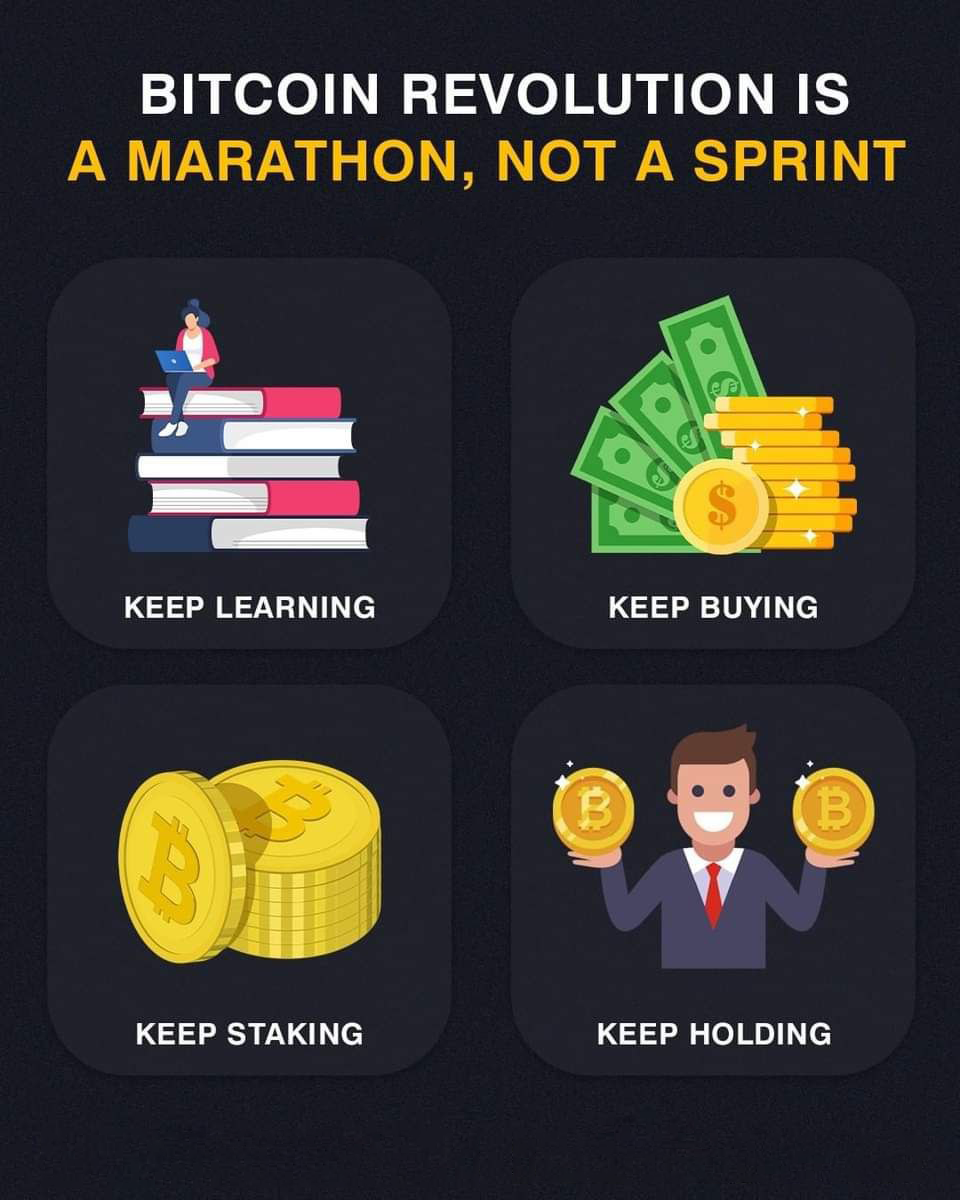 BITCOIN REVOLUTION IS
A MARATHON, NOT A SPRINT
KEEP LEARNING
KEEP BUYING
KEEP STAKING
KEEP HOLDING